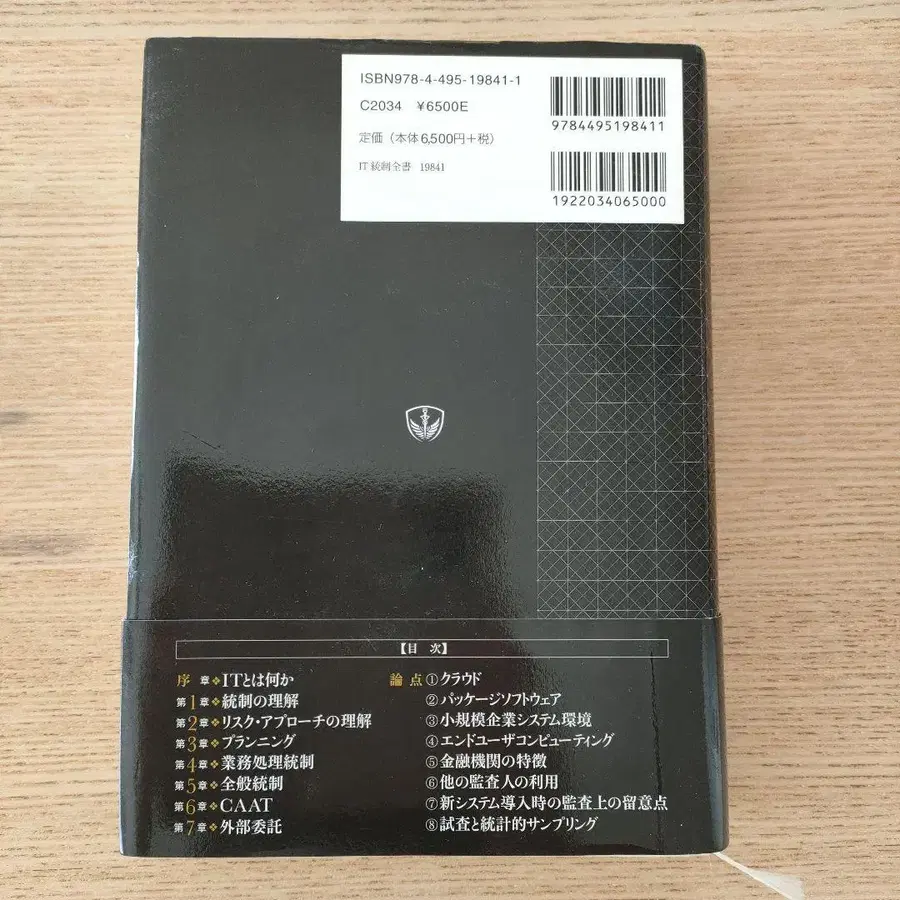 ISBN978-4-495-19841-1
C2034 ¥6500E
定価（本体6,500円＋税）
IT統制全書 19841
9784495198411
1922034065000
【目 次】
序 章❖ITとは何か
第1章❖統制の理解
第2章❖リスク・アプローチの理解
第3章❖プランニング
第4章❖業務処理統制
第5章❖全般統制
第6章❖CAAT
第7章❖外部委託
論 点①クラウド
②パッケージソフトウェア
③小規模企業システム環境
④エンドユーザコンピューティング
⑤金融機関の特徴
⑥他の監査人の利用
⑦新システム導入時の監査上の留意点
⑧試査と統計的サンプリング